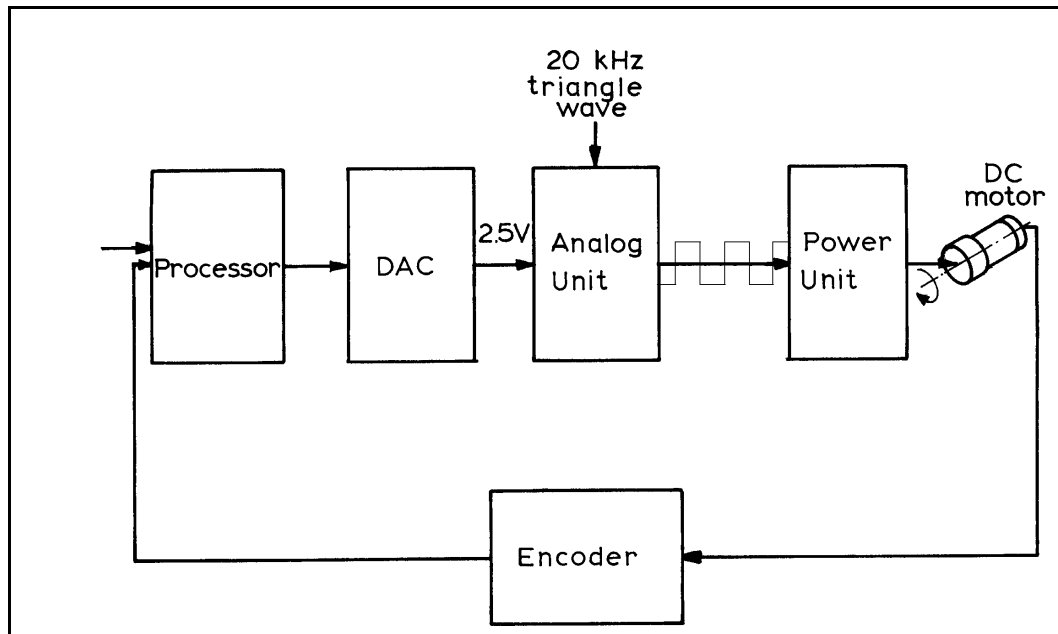 20 kHz
triangle
wave
DC
motor
Processor
DAC
2.5V
Analog
Unit
Power
Unit
Encoder